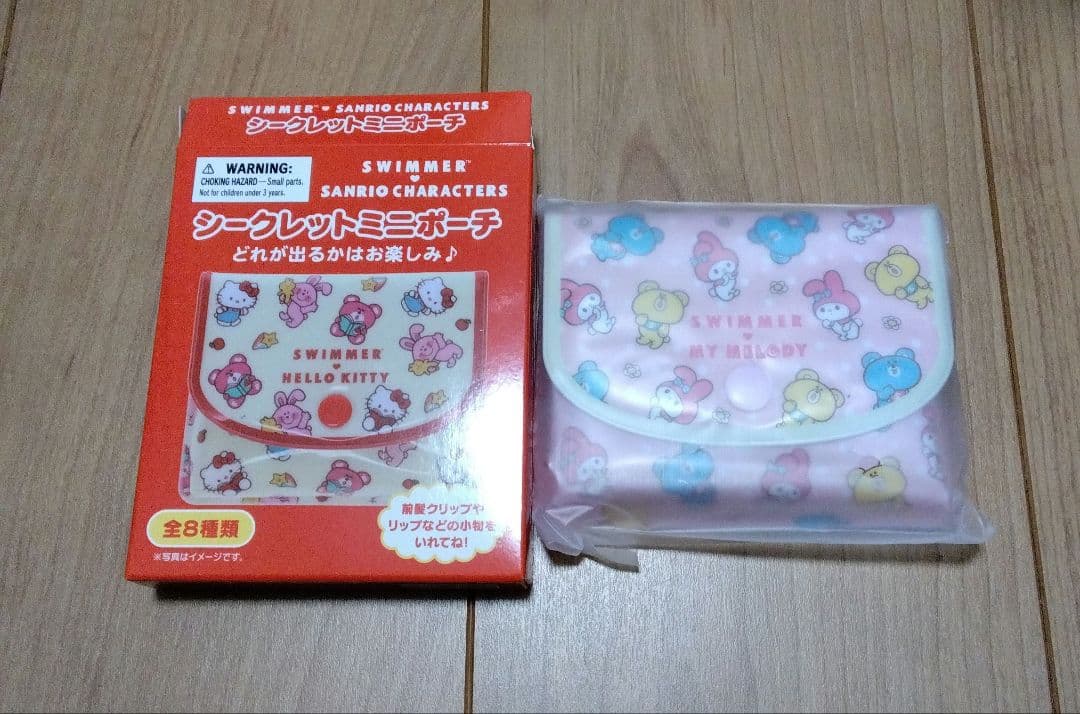 SWIMMER™♥SANRIO CHARACTERS
シークレットミニポーチ
⚠ WARNING:
CHOKING HAZARD — Small parts.
Not for children under 3 years.
SWIMMER™
♥
SANRIO CHARACTERS
シークレットミニポーチ
どれが出るかはお楽しみ♪
SWIMMER™
♥
HELLO KITTY
前髪クリップや
リップなどの小物を
いれてね!
全8種類
※写真はイメージです。
SWIMMER
♥
MY MELODY